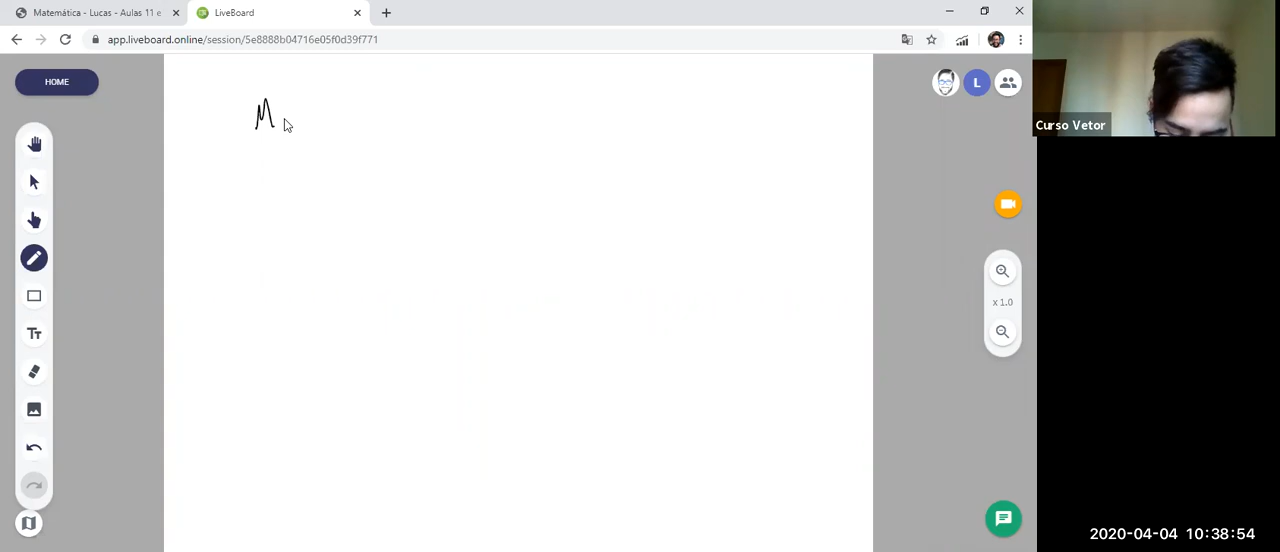 Matemática - Lucas - Aulas 11 e
LiveBoard
app.liveboard.online/session/5e8888b04716e05f0d39f771
HOME
L
M
Curso Vetor
Tт
x 1.0
2020-04-04 10:38:54